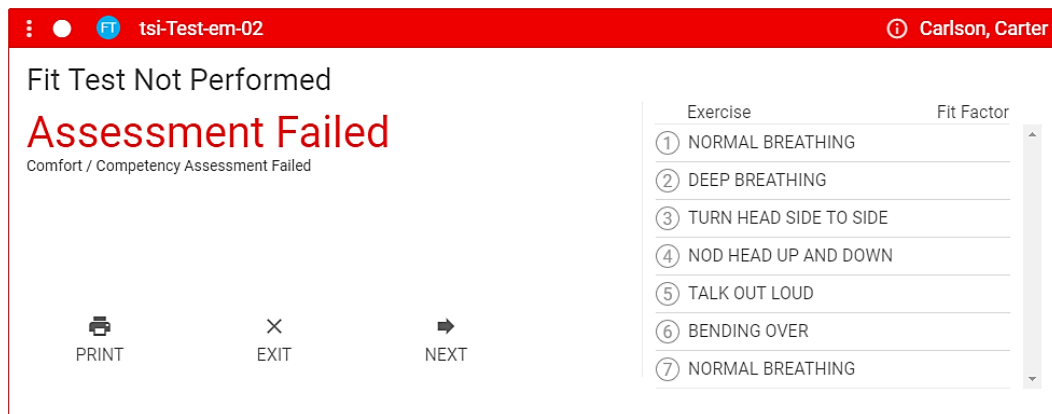 FT tsi-Test-em-02 Carlson, Carter
Fit Test Not Performed
Assessment Failed
Comfort / Competency Assessment Failed
PRINT EXIT NEXT
Exercise Fit Factor
1 NORMAL BREATHING
2 DEEP BREATHING
3 TURN HEAD SIDE TO SIDE
4 NOD HEAD UP AND DOWN
5 TALK OUT LOUD
6 BENDING OVER
7 NORMAL BREATHING